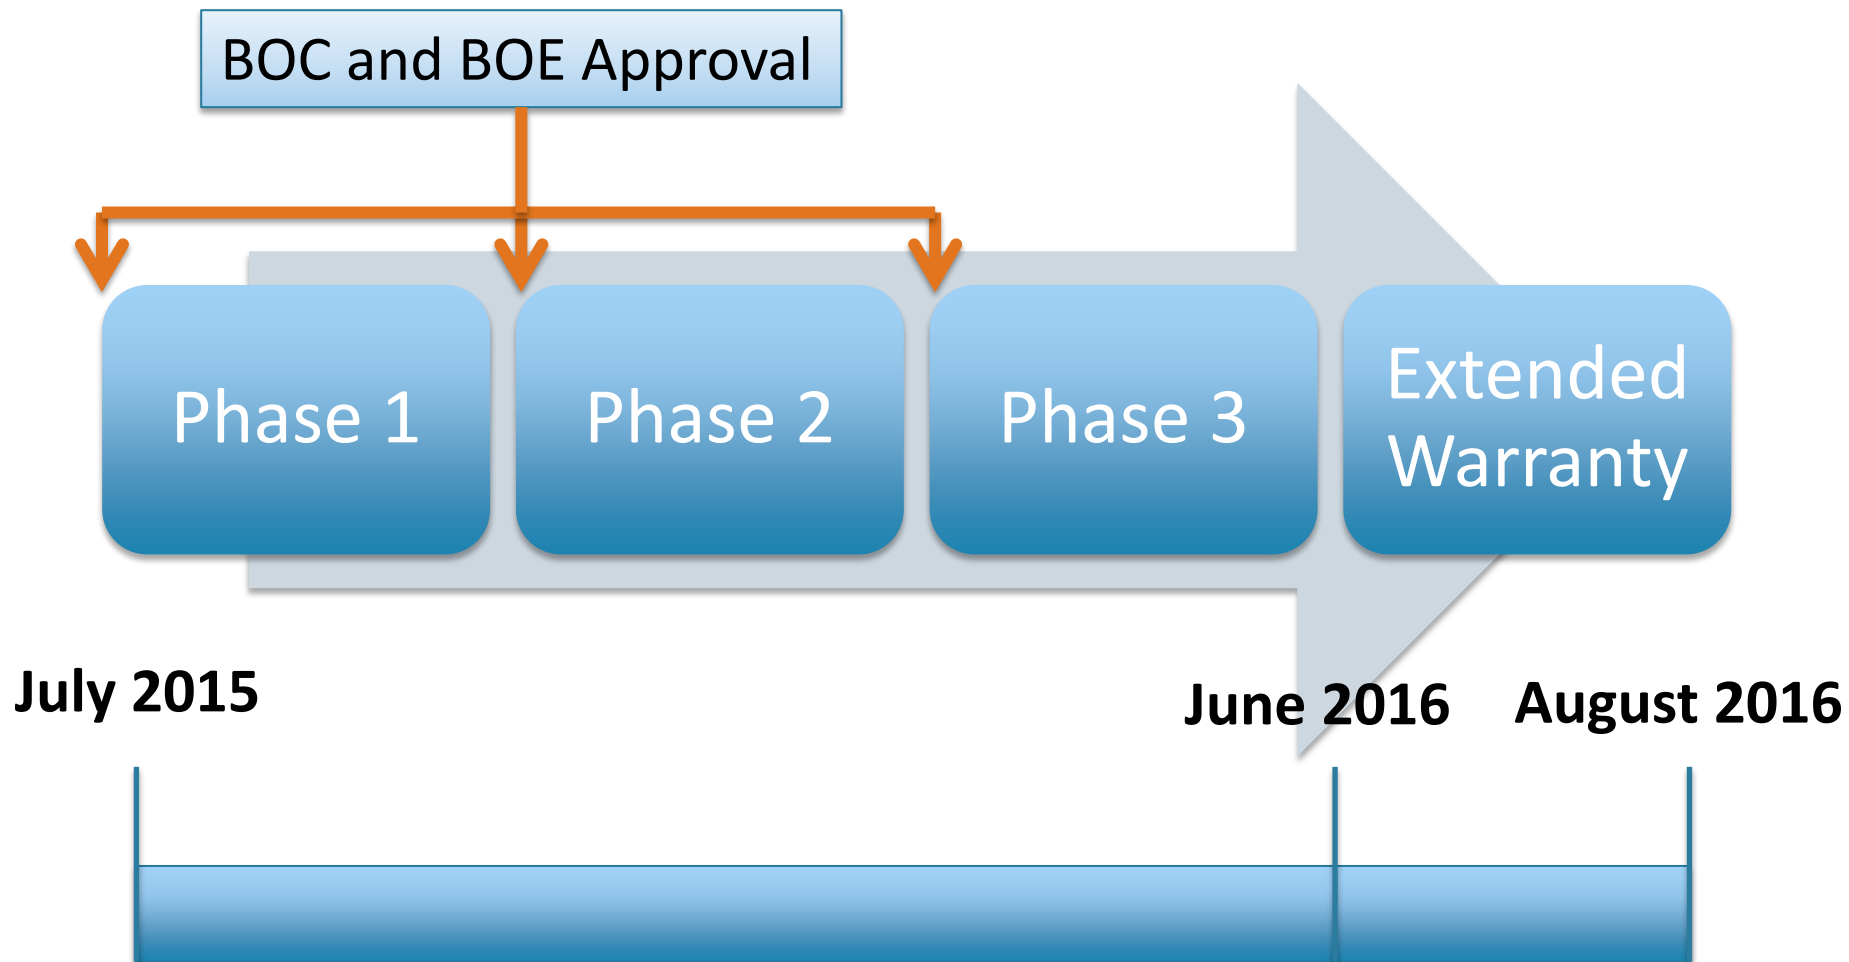 BOC and BOE Approval
Phase 1
Phase 2
Phase 3
Extended
Warranty
July 2015
June 2016
August 2016